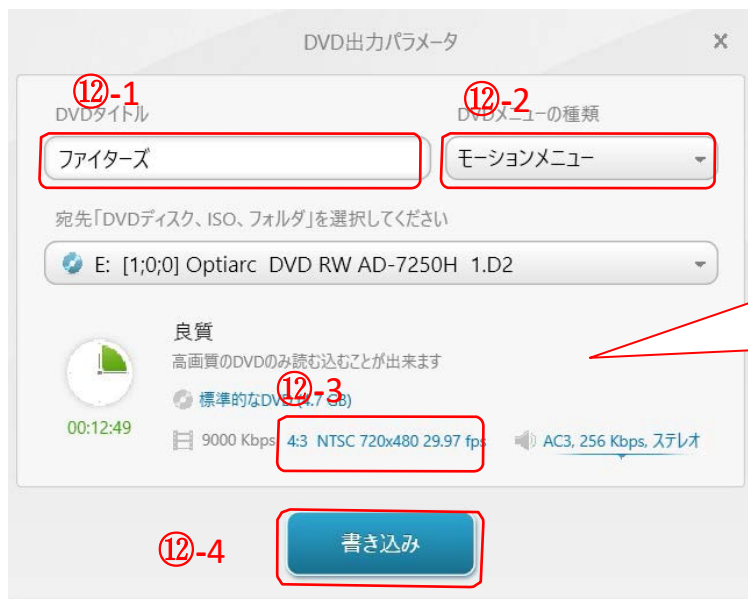 DVD出力パラメータ ×
⑫-1 ⑫-2
DVDタイトル DVDメニューの種類
ファイターズ モーションメニュー
宛先「DVDディスク、ISO、フォルダ」を選択してください
E: [1;0;0] Optiarc DVD RW AD-7250H 1.D2
良質
高画質のDVDのみ読む込むことが出来ます
⑫-3
標準的なDVD (4.7 GB)
00:12:49 9000 Kbps 4:3 NTSC 720x480 29.97 fps AC3, 256 Kbps, ステレオ
⑫-4 書き込み